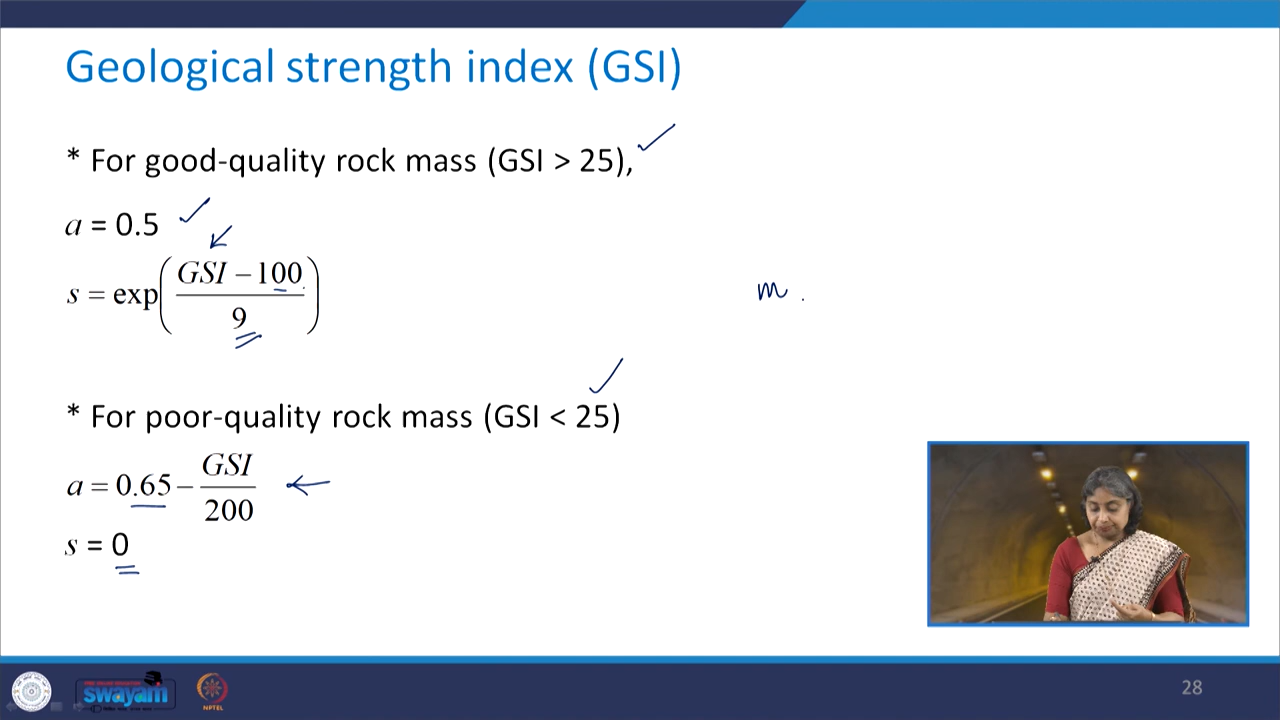 Geological strength index (GSI)
* For good-quality rock mass (GSI > 25),
a = 0.5
s = exp((GSI – 100)/9)
m .
* For poor-quality rock mass (GSI < 25)
a = 0.65 – GSI/200
s = 0
swayam
NPTEL
28